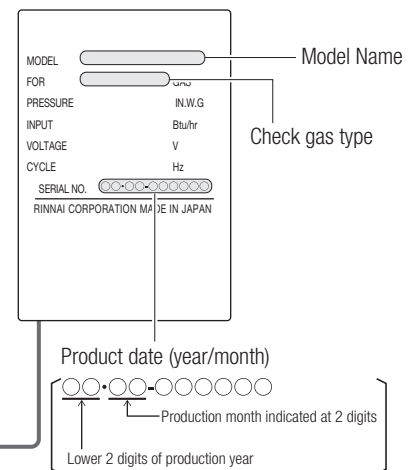 MODEL
Model Name
FOR GAS
PRESSURE IN.W.G
Check gas type
INPUT Btu/hr
VOLTAGE V
CYCLE Hz
SERIAL NO. ○○•○○-○○○○○○
RINNAI CORPORATION MADE IN JAPAN
Product date (year/month)
○○•○○-○○○○○○
Production month indicated at 2 digits
Lower 2 digits of production year